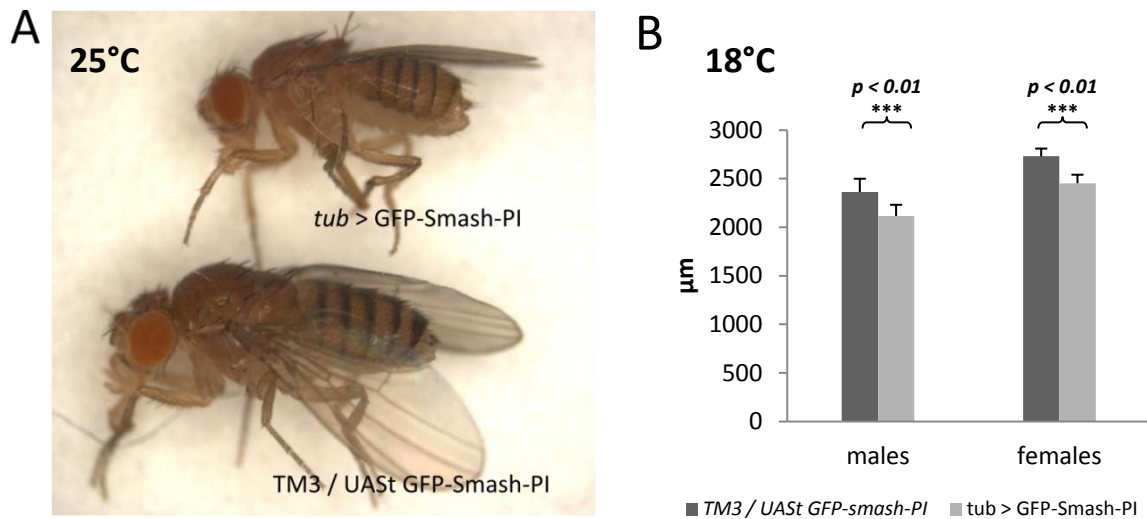 A
25°C
tub > GFP-Smash-PI
TM3 / UASt GFP-Smash-PI
B
18°C
p < 0.01
p < 0.01
***
***
3000
2500
2000
1500
1000
500
0
µm
males
females
TM3 / UASt GFP-smash-PI
tub > GFP-Smash-PI